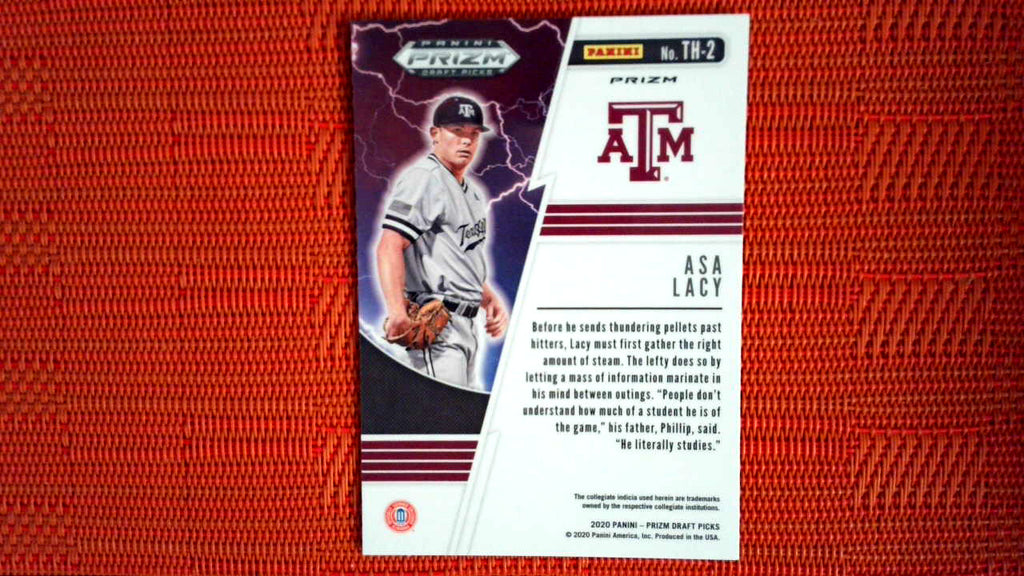 PANINI
PRIZM
DRAFT PICKS
PANINI No. TH-2
PRIZM
ATM
ATM
Texas
ASA
LACY
Before he sends thundering pellets past
hitters, Lacy must first gather the right
amount of steam. The lefty does so by
letting a mass of information marinate in
his mind between outings. "People don't
understand how much of a student he is of
the game," his father, Phillip, said.
"He literally studies."
The collegiate indicia used herein are trademarks
owned by the respective collegiate institutions.
2020 PANINI – PRIZM DRAFT PICKS
© 2020 Panini America, Inc. Produced in the USA.